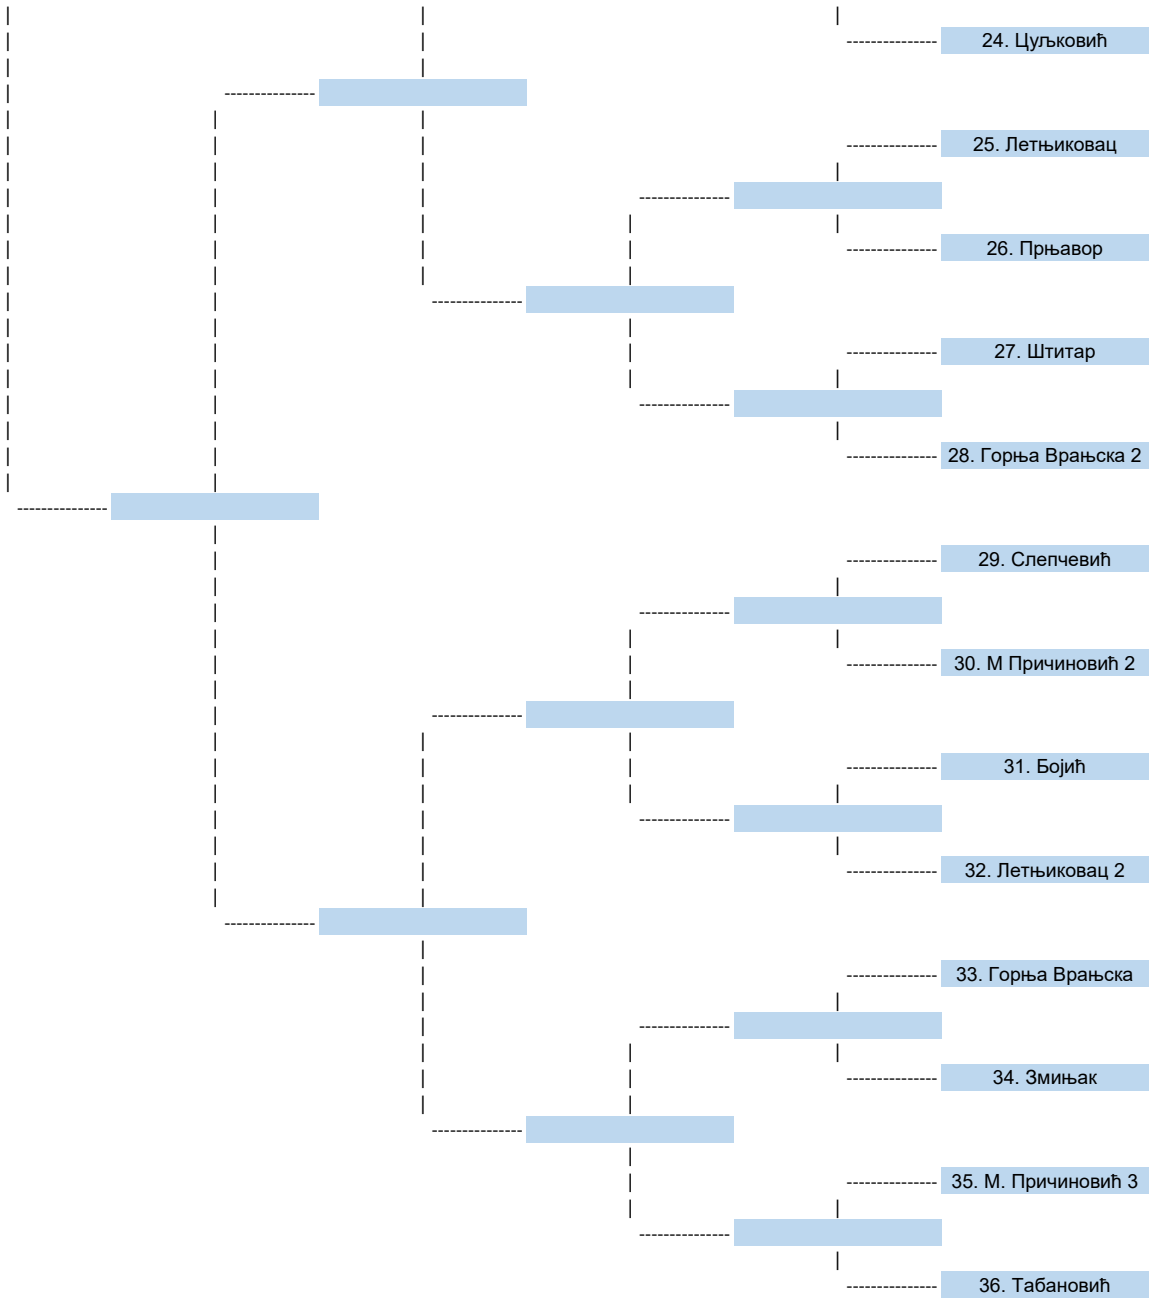 24. Цуљковић
25. Летњиковац
26. Прњавор
27. Штитар
28. Горња Врањска 2
29. Слепчевић
30. М Причиновић 2
31. Бојић
32. Летњиковац 2
33. Горња Врањска
34. Змињак
35. М. Причиновић 3
36. Табановић